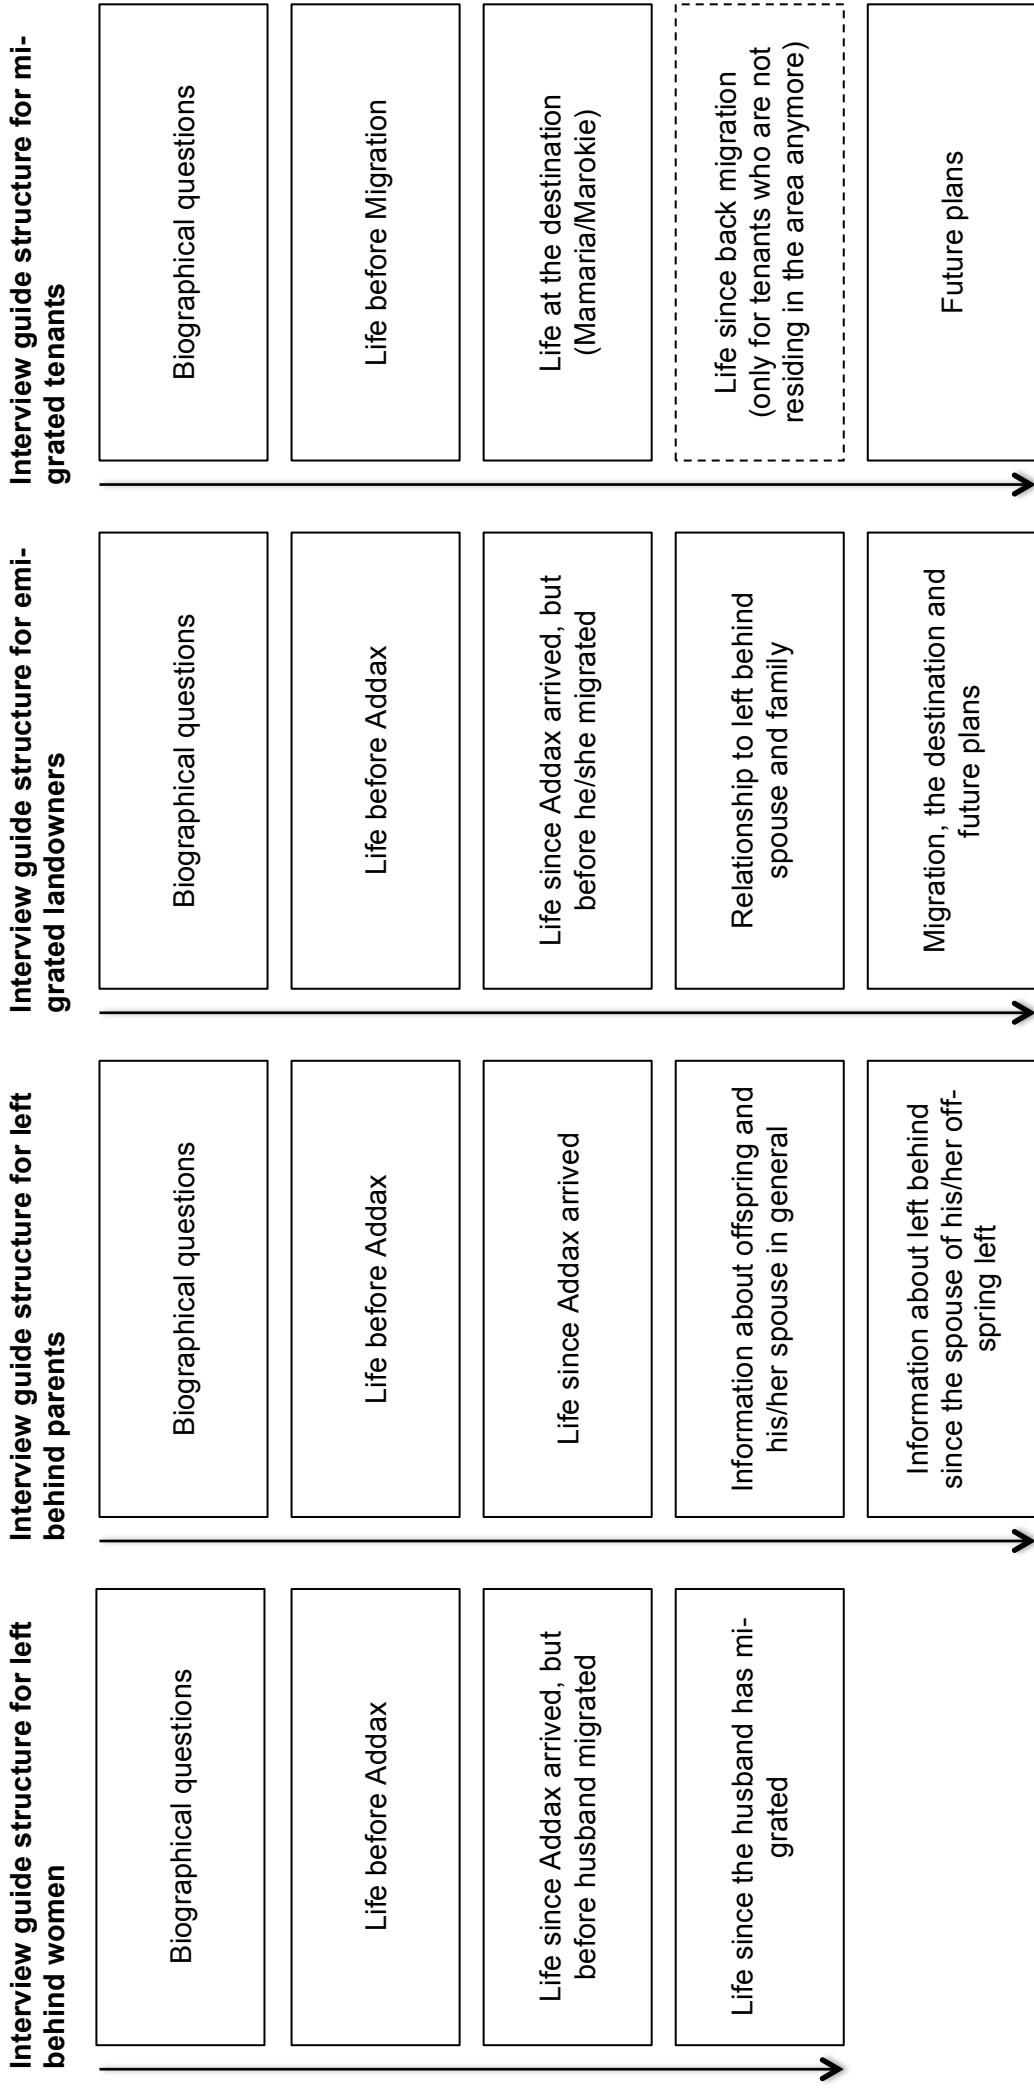 Interview guide structure for left
behind women
Biographical questions
Life before Addax
Life since Addax arrived, but
before husband migrated
Life since the husband has mi-
grated
Interview guide structure for left
behind parents
Biographical questions
Life before Addax
Life since Addax arrived
Information about offspring and
his/her spouse in general
Information about left behind
since the spouse of his/her off-
spring left
Interview guide structure for emi-
grated landowners
Biographical questions
Life before Addax
Life since Addax arrived, but
before he/she migrated
Relationship to left behind
spouse and family
Migration, the destination and
future plans
Interview guide structure for mi-
grated tenants
Biographical questions
Life before Migration
Life at the destination
(Mamaria/Marokie)
Life since back migration
(only for tenants who are not
residing in the area anymore)
Future plans